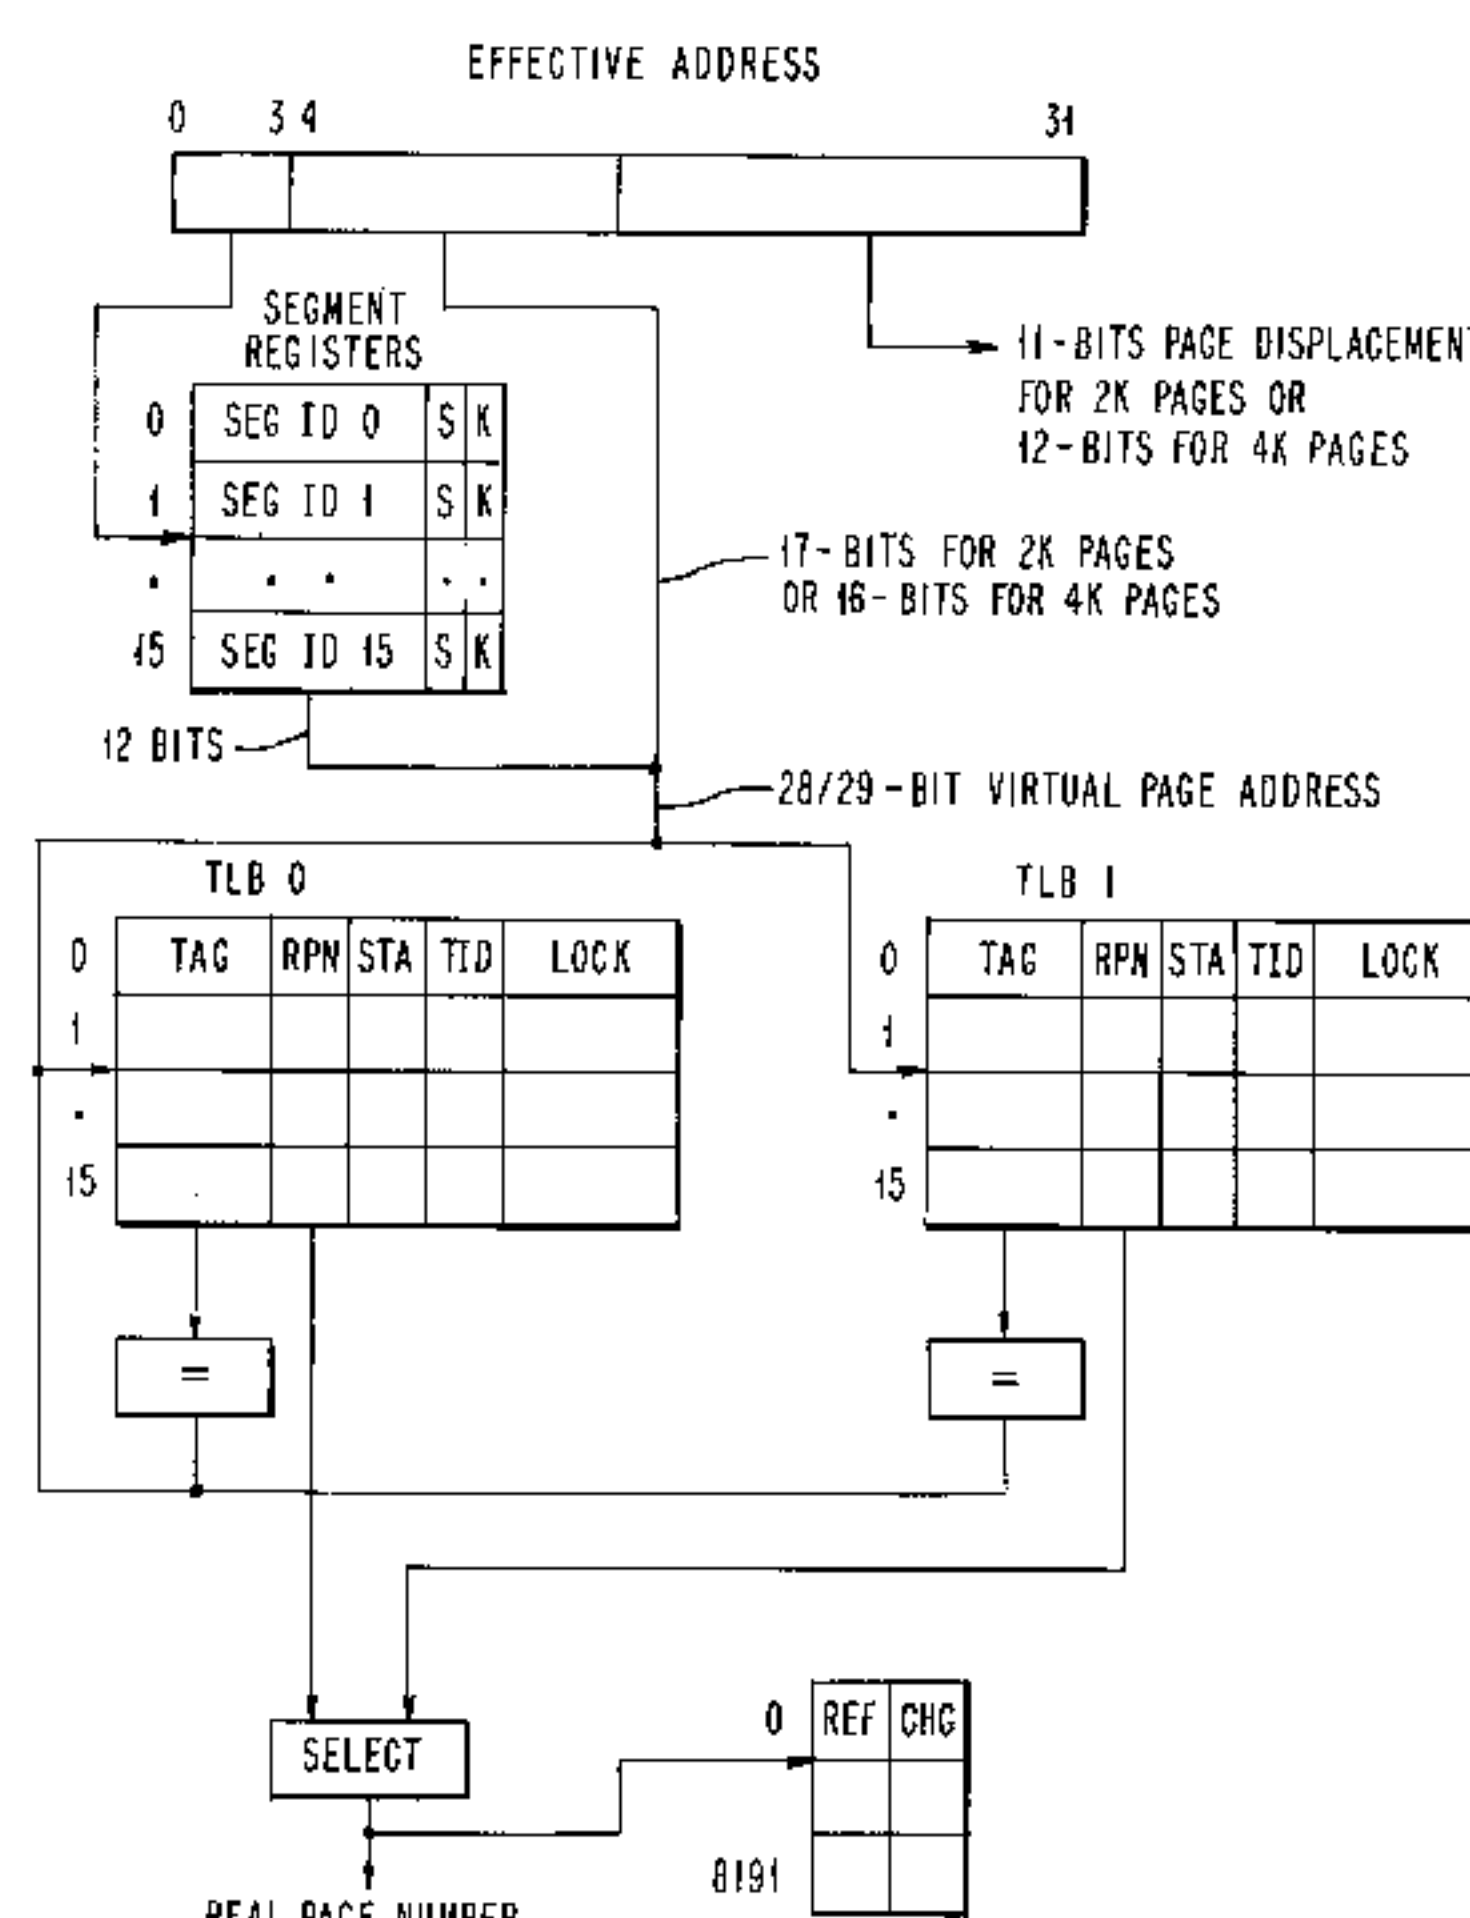 EFFECTIVE ADDRESS
0 3 4 31
SEGMENT
REGISTERS
11-BITS PAGE DISPLACEMENT
FOR 2K PAGES OR
12-BITS FOR 4K PAGES
0 SEG ID 0 S K
1 SEG ID 1 S K
. . . . .
15 SEG ID 15 S K
17-BITS FOR 2K PAGES
OR 16-BITS FOR 4K PAGES
12 BITS
28/29-BIT VIRTUAL PAGE ADDRESS
TLB 0
0 TAG RPN STA TID LOCK
1
.
15
TLB 1
0 TAG RPN STA TID LOCK
1
.
15
=
=
SELECT
0 REF CHG
8191
REAL PAGE NUMBER